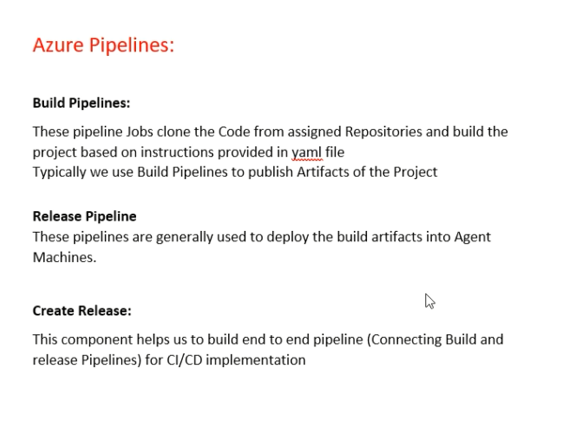 Azure Pipelines:
Build Pipelines:
These pipeline Jobs clone the Code from assigned Repositories and build the
project based on instructions provided in yaml file
Typically we use Build Pipelines to publish Artifacts of the Project
Release Pipeline
These pipelines are generally used to deploy the build artifacts into Agent
Machines.
Create Release:
This component helps us to build end to end pipeline (Connecting Build and
release Pipelines) for CI/CD implementation